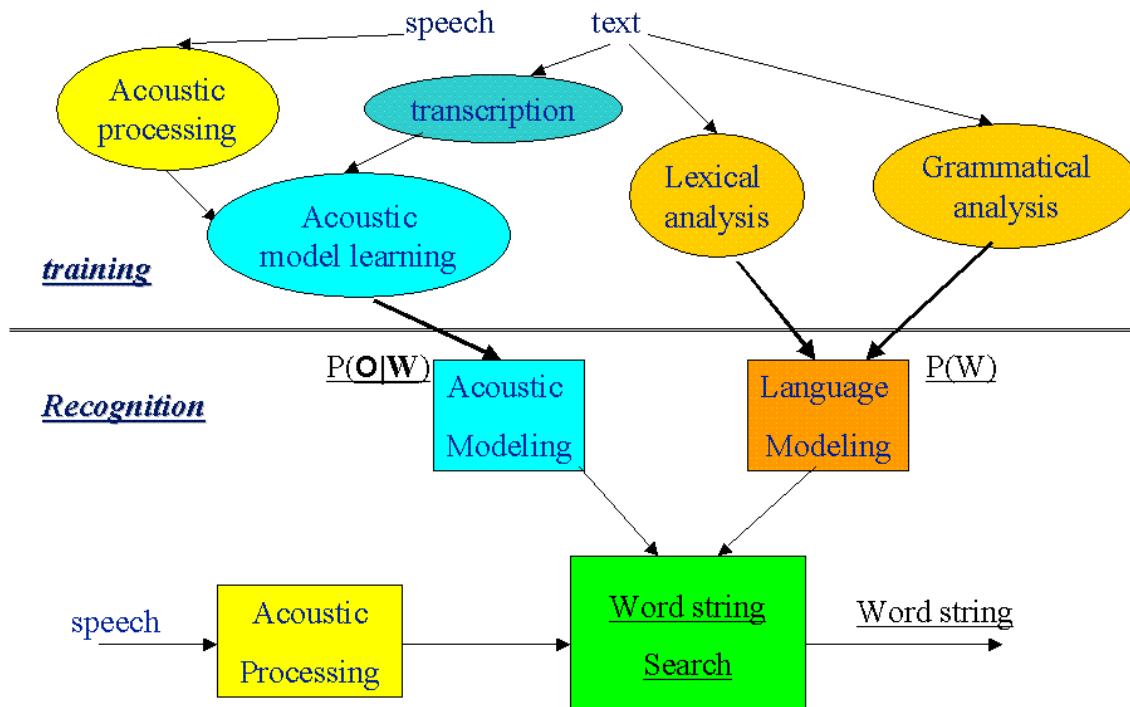 speech
text
Acoustic
processing
transcription
Lexical
analysis
Grammatical
analysis
Acoustic
model learning
training
P(O|W)
Acoustic
Modeling
Language
Modeling
P(W)
Recognition
speech
Acoustic
Processing
Word string
Search
Word string